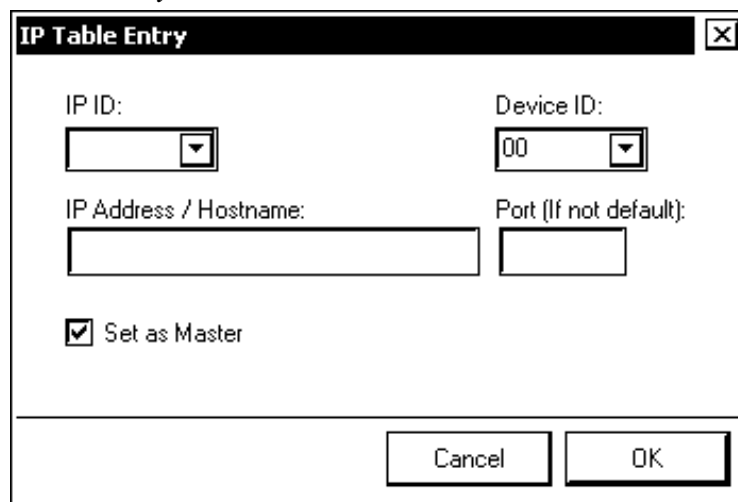 IP Table Entry
IP ID: Device ID:
00
IP Address / Hostname: Port (If not default):
Set as Master
Cancel OK